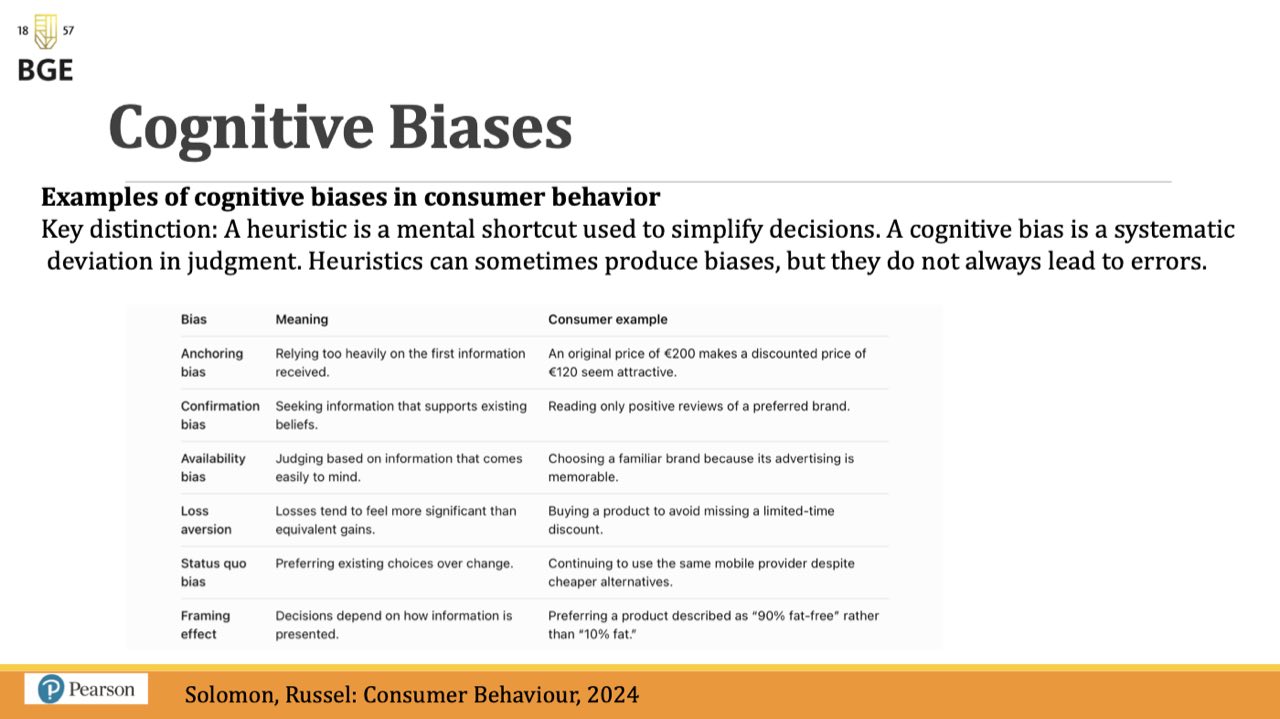 18 57
BGE
Cognitive Biases
Examples of cognitive biases in consumer behavior
Key distinction: A heuristic is a mental shortcut used to simplify decisions. A cognitive bias is a systematic
deviation in judgment. Heuristics can sometimes produce biases, but they do not always lead to errors.
Bias Meaning Consumer example
Anchoring Relying too heavily on the first information An original price of €200 makes a discounted price of
bias received. €120 seem attractive.
Confirmation Seeking information that supports existing Reading only positive reviews of a preferred brand.
bias beliefs.
Availability Judging based on information that comes Choosing a familiar brand because its advertising is
bias easily to mind. memorable.
Loss Losses tend to feel more significant than Buying a product to avoid missing a limited-time
aversion equivalent gains. discount.
Status quo Preferring existing choices over change. Continuing to use the same mobile provider despite
bias cheaper alternatives.
Framing Decisions depend on how information is Preferring a product described as “90% fat-free” rather
effect presented. than “10% fat.”
Pearson
Solomon, Russel: Consumer Behaviour, 2024